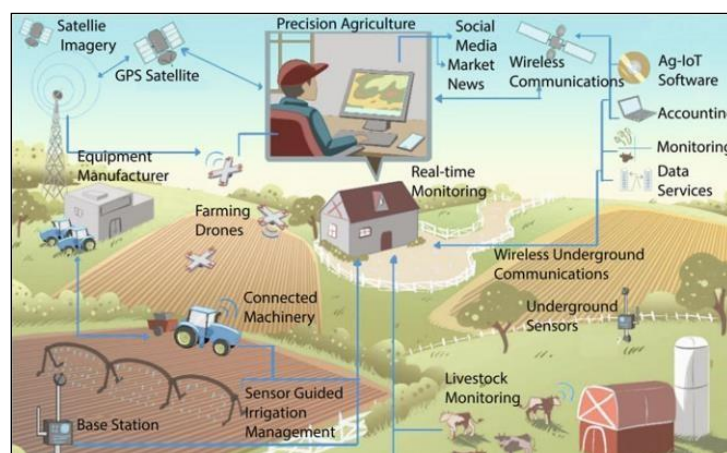 Satellie
Imagery
GPS Satellite
Precision Agriculture
Social
Media
Market
News
Wireless
Communications
Ag-IoT
Software
Accounting
Monitoring
Data
Services
Equipment
Manufacturer
Farming
Drones
Real-time
Monitoring
Connected
Machinery
Wireless Underground
Communications
Underground
Sensors
Base Station
Sensor Guided
Irrigation
Management
Livestock
Monitoring